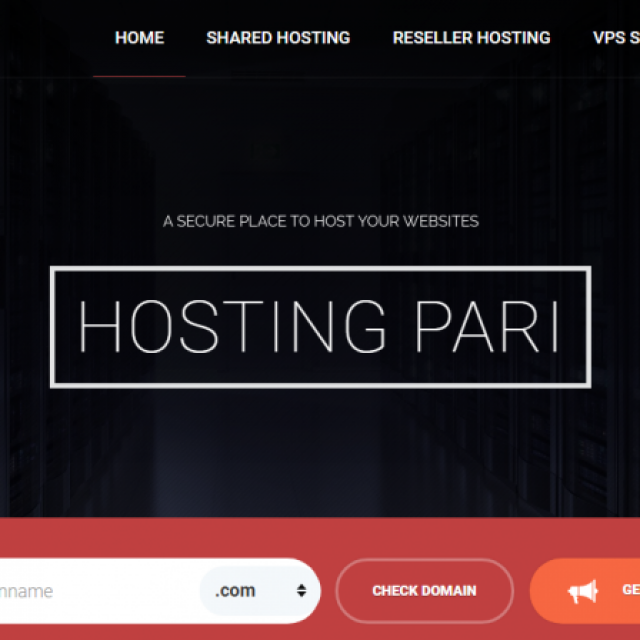 HOME SHARED HOSTING RESELLER HOSTING VPS S
A SECURE PLACE TO HOST YOUR WEBSITES
HOSTING PARI
nname .com CHECK DOMAIN GE